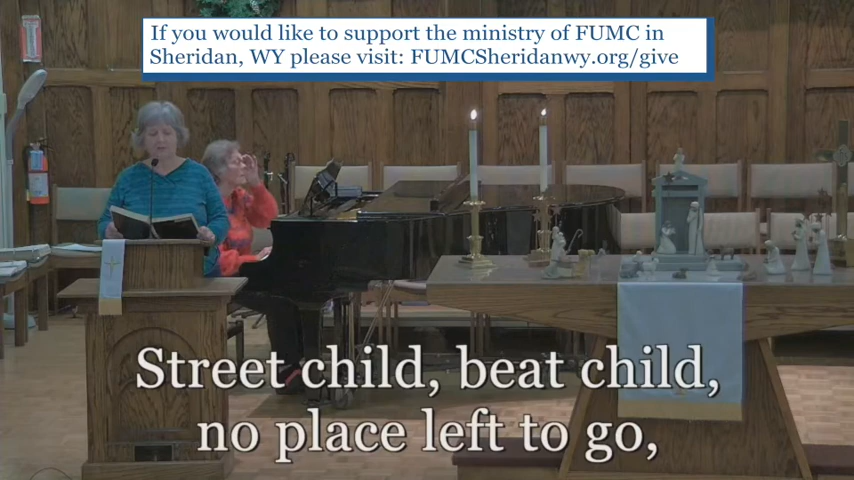 If you would like to support the ministry of FUMC in
Sheridan, WY please visit: FUMCSheridanwy.org/give
Street child, beat child,
no place left to go,